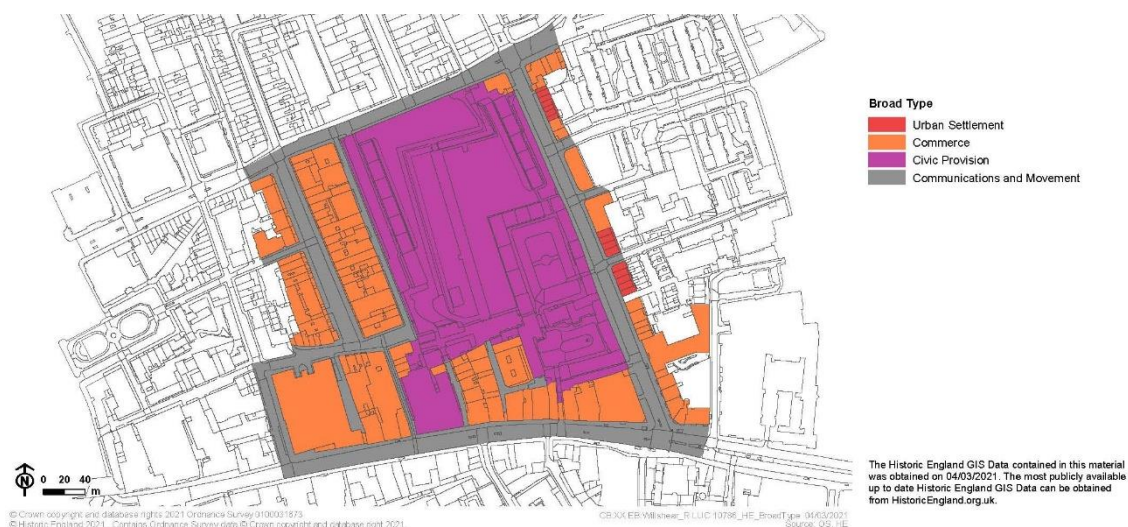 Broad Type
Urban Settlement
Commerce
Civic Provision
Communications and Movement
N
0 20 40
m
The Historic England GIS Data contained in this material
was obtained on 04/03/2021. The most publicly available
up to date Historic England GIS Data can be obtained
from HistoricEngland.org.uk.
© Crown copyright and database rights 2021 Ordnance Survey 0100031673
© Historic England 2021. Contains Ordnance Survey data © Crown copyright and database right 2021
04/03/2021
Source: OS, HE